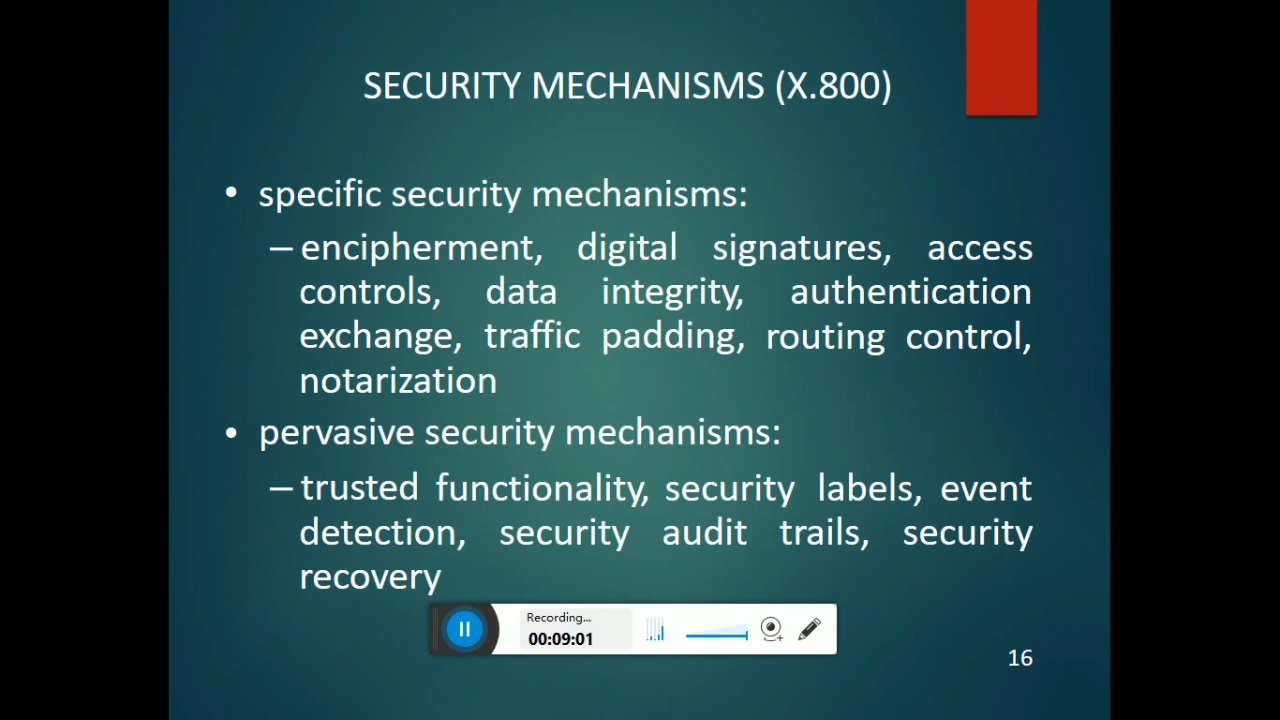 SECURITY MECHANISMS (X.800)
• specific security mechanisms:
– encipherment, digital signatures, access
controls, data integrity, authentication
exchange, traffic padding, routing control,
notarization
• pervasive security mechanisms:
– trusted functionality, security labels, event
detection, security audit trails, security
recovery
Recording...
00:09:01
16